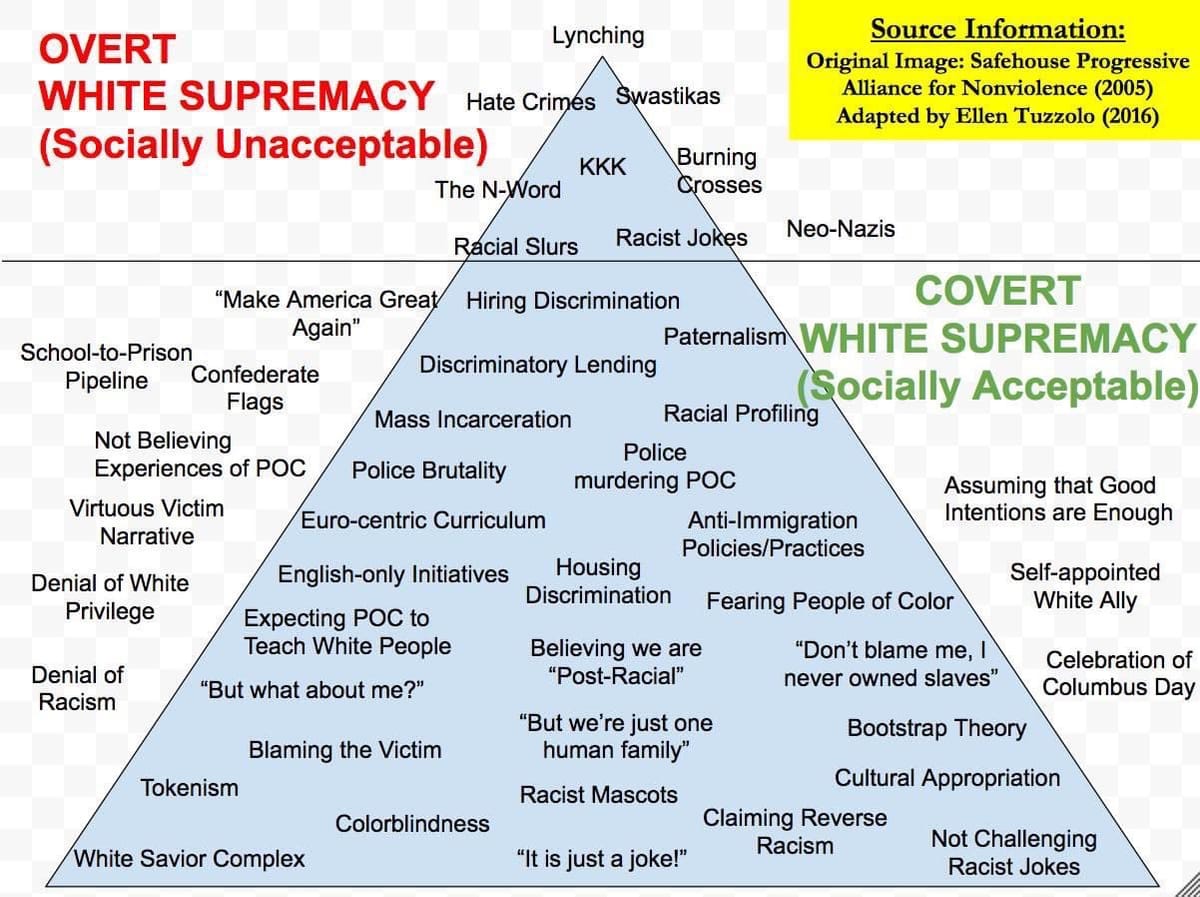 OVERT
WHITE SUPREMACY
(Socially Unacceptable)
Source Information:
Original Image: Safehouse Progressive
Alliance for Nonviolence (2005)
Adapted by Ellen Tuzzolo (2016)
Lynching
Hate Crimes
Swastikas
KKK
Burning
Crosses
The N-Word
Racial Slurs
Racist Jokes
Neo-Nazis
COVERT
WHITE SUPREMACY
(Socially Acceptable)
“Make America Great
Again”
Hiring Discrimination
Paternalism
School-to-Prison
Pipeline
Confederate
Flags
Discriminatory Lending
Mass Incarceration
Racial Profiling
Not Believing
Experiences of POC
Police Brutality
Police
murdering POC
Assuming that Good
Intentions are Enough
Virtuous Victim
Narrative
Euro-centric Curriculum
Anti-Immigration
Policies/Practices
Denial of White
Privilege
English-only Initiatives
Housing
Discrimination
Fearing People of Color
Self-appointed
White Ally
Expecting POC to
Teach White People
Believing we are
“Post-Racial”
“Don’t blame me, I
never owned slaves”
Celebration of
Columbus Day
Denial of
Racism
“But what about me?”
“But we’re just one
human family”
Bootstrap Theory
Blaming the Victim
Tokenism
Racist Mascots
Cultural Appropriation
Colorblindness
Claiming Reverse
Racism
White Savior Complex
“It is just a joke!”
Not Challenging
Racist Jokes